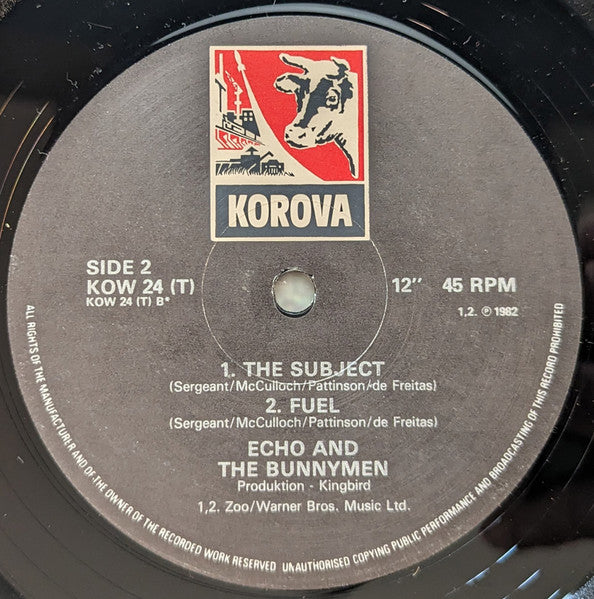 KOROVA
SIDE 2
KOW 24 (T)
KOW 24 (T) B*
12" 45 RPM
1,2. ℗ 1982
1. THE SUBJECT
(Sergeant/McCulloch/Pattinson/de Freitas)
2. FUEL
(Sergeant/McCulloch/Pattinson/de Freitas)
ECHO AND
THE BUNNYMEN
Produktion - Kingbird
1,2. Zoo/Warner Bros. Music Ltd.
ALL RIGHTS OF THE MANUFACTURER AND OF THE OWNER OF THE RECORDED WORK RESERVED UNAUTHORISED COPYING PUBLIC PERFORMANCE AND BROADCASTING OF THIS RECORD PROHIBITED